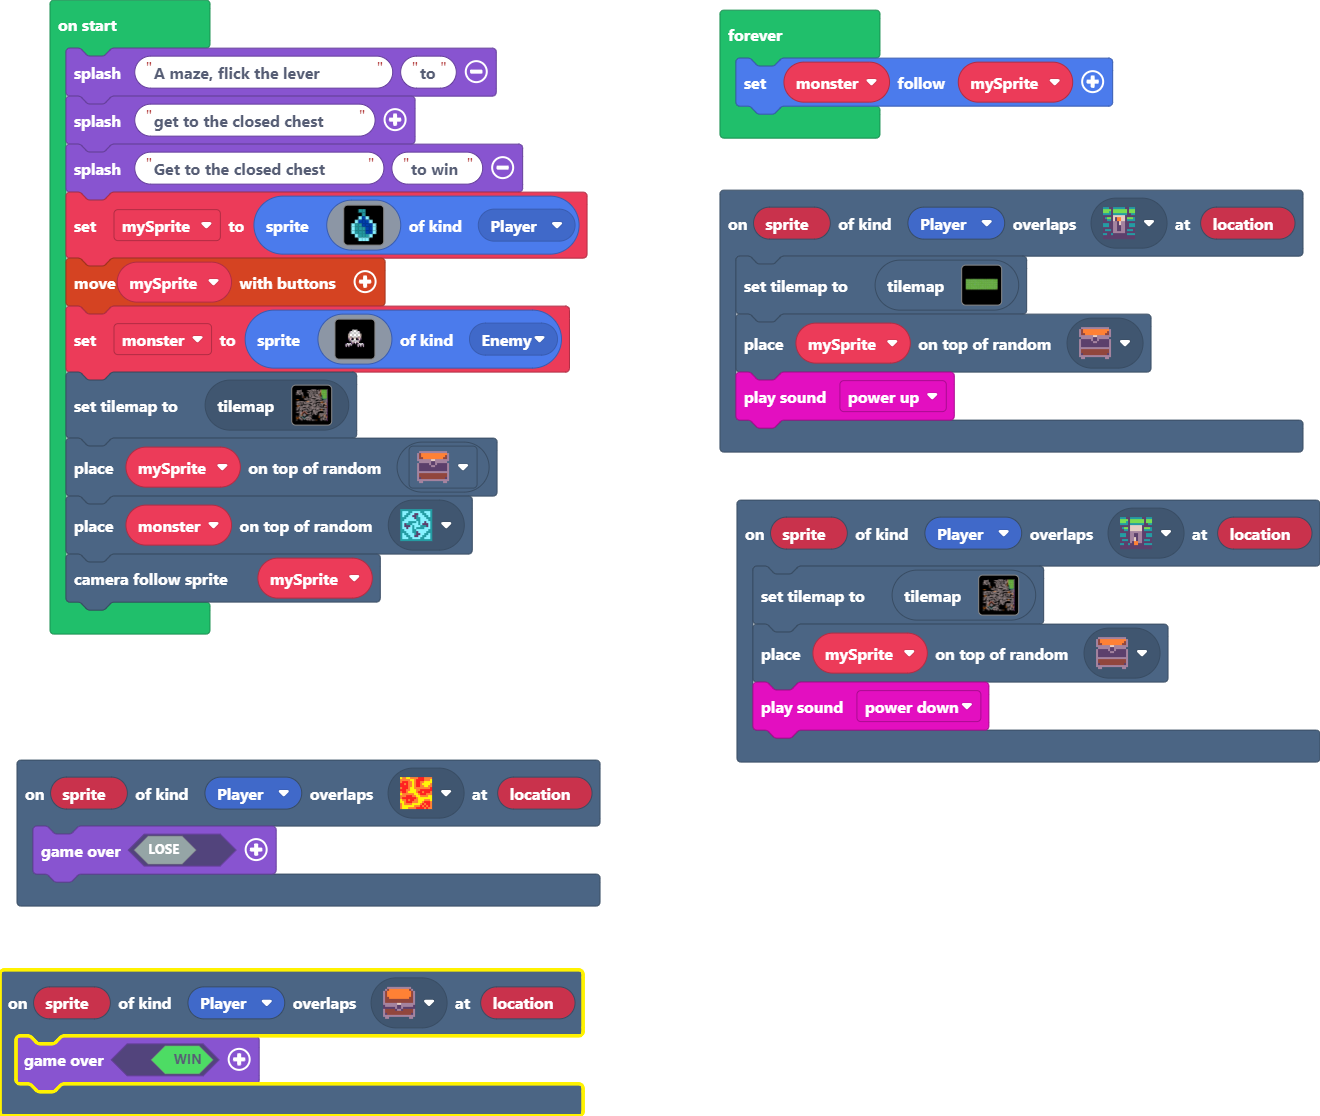 on start
splash "A maze, flick the lever " "to "
splash "get to the closed chest "
splash "Get to the closed chest " "to win "
set mySprite to sprite of kind Player
move mySprite with buttons
set monster to sprite of kind Enemy
set tilemap to tilemap
place mySprite on top of random
place monster on top of random
camera follow sprite mySprite
on sprite of kind Player overlaps at location
game over LOSE
on sprite of kind Player overlaps at location
game over WIN
forever
set monster follow mySprite
on sprite of kind Player overlaps at location
set tilemap to tilemap
place mySprite on top of random
play sound power up
on sprite of kind Player overlaps at location
set tilemap to tilemap
place mySprite on top of random
play sound power down